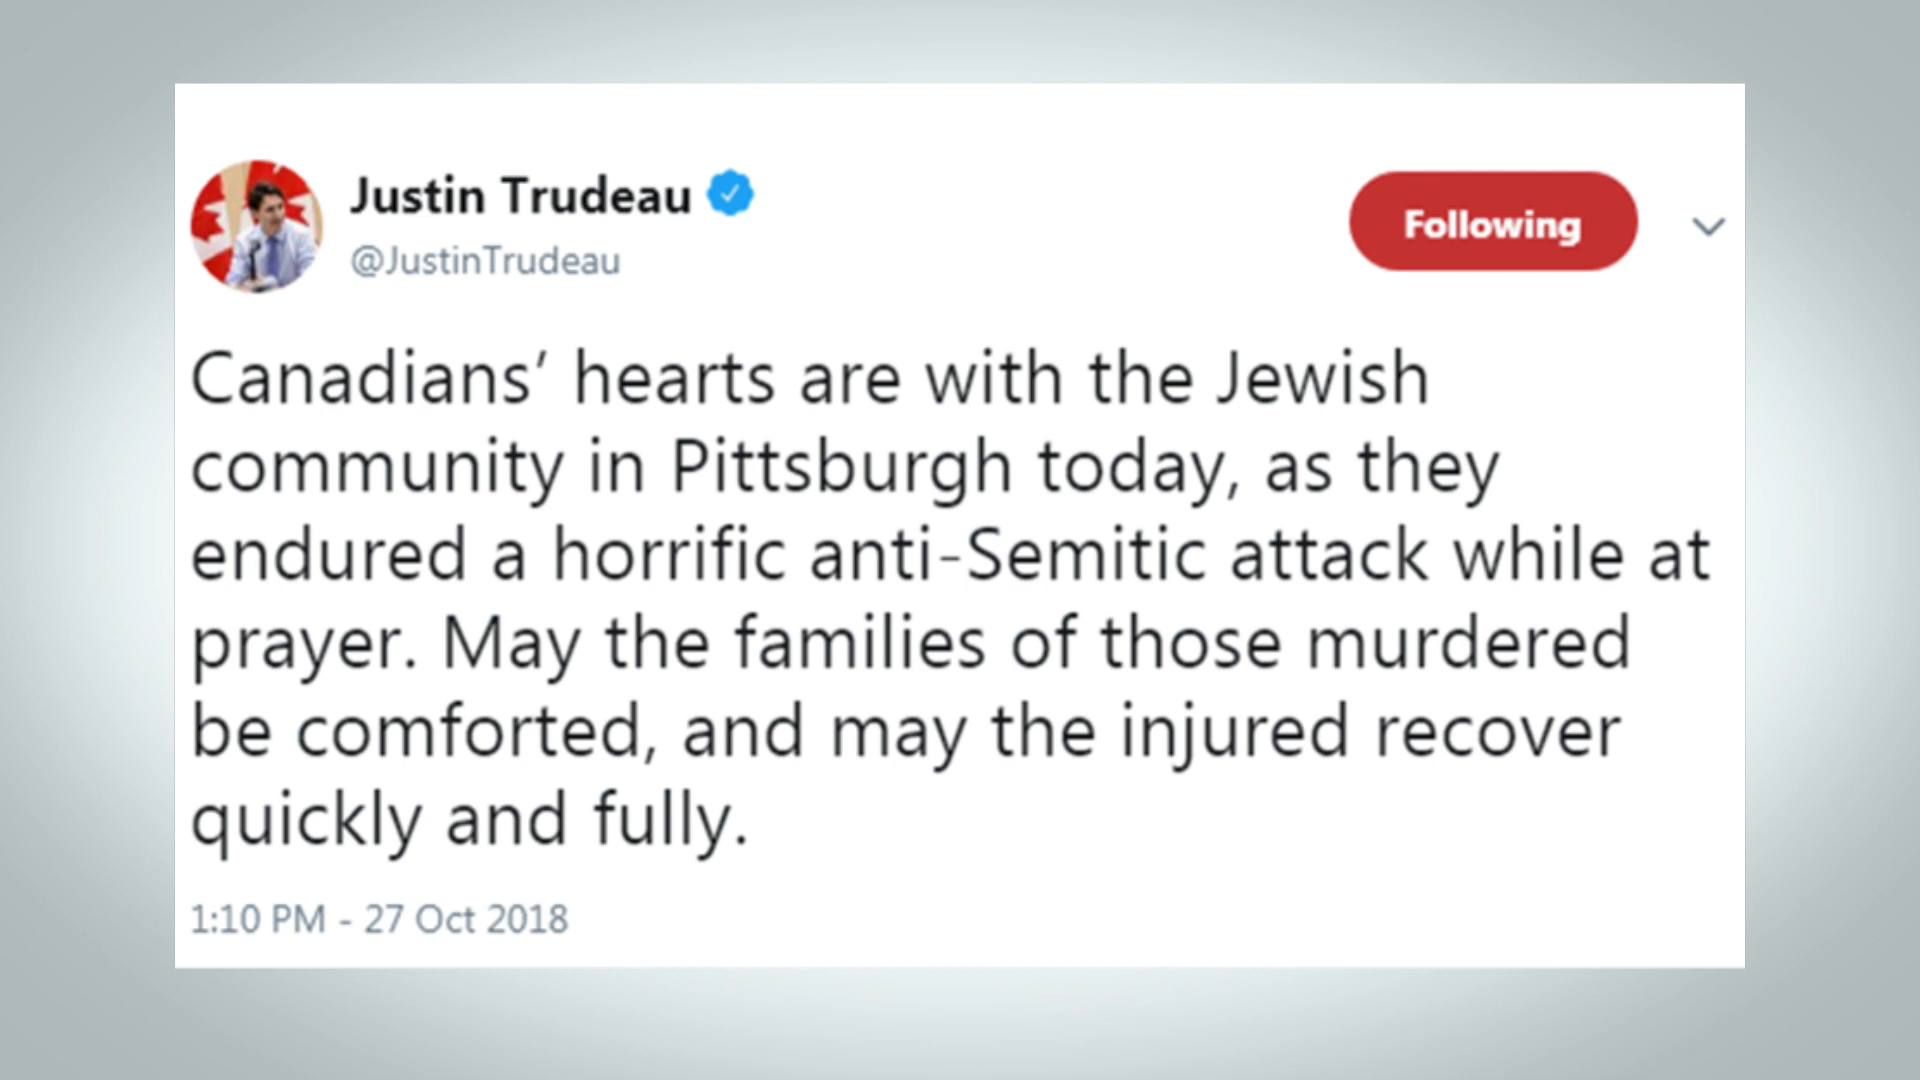 Justin Trudeau
@JustinTrudeau
Following
Canadians’ hearts are with the Jewish
community in Pittsburgh today, as they
endured a horrific anti-Semitic attack while at
prayer. May the families of those murdered
be comforted, and may the injured recover
quickly and fully.
1:10 PM - 27 Oct 2018